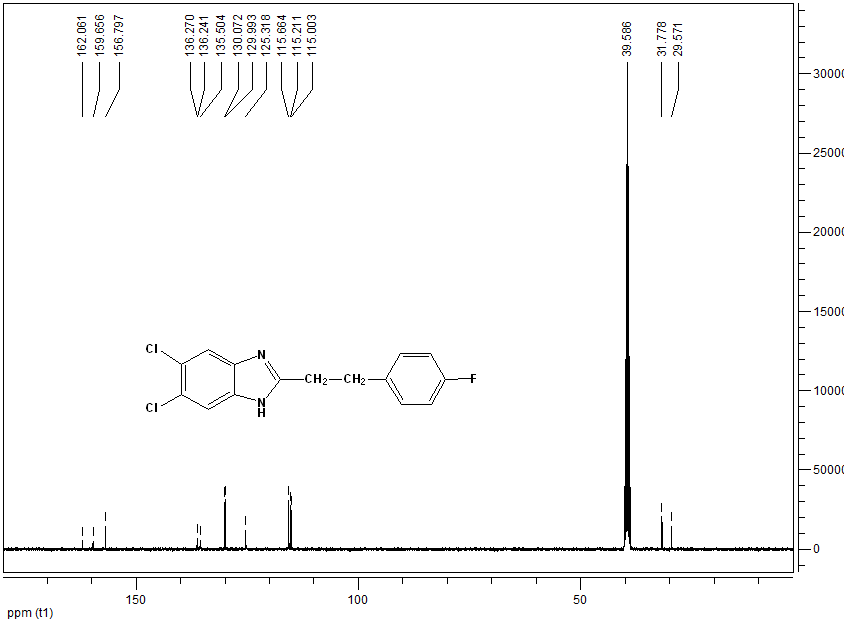 162.061
159.656
156.797
136.270
136.241
135.504
130.072
129.993
125.318
115.664
115.211
115.003
39.586
31.778
29.571
30000
25000
20000
15000
10000
50000
0
Cl
Cl
N
N
H
CH2
CH2
F
150
100
50
ppm (t1)